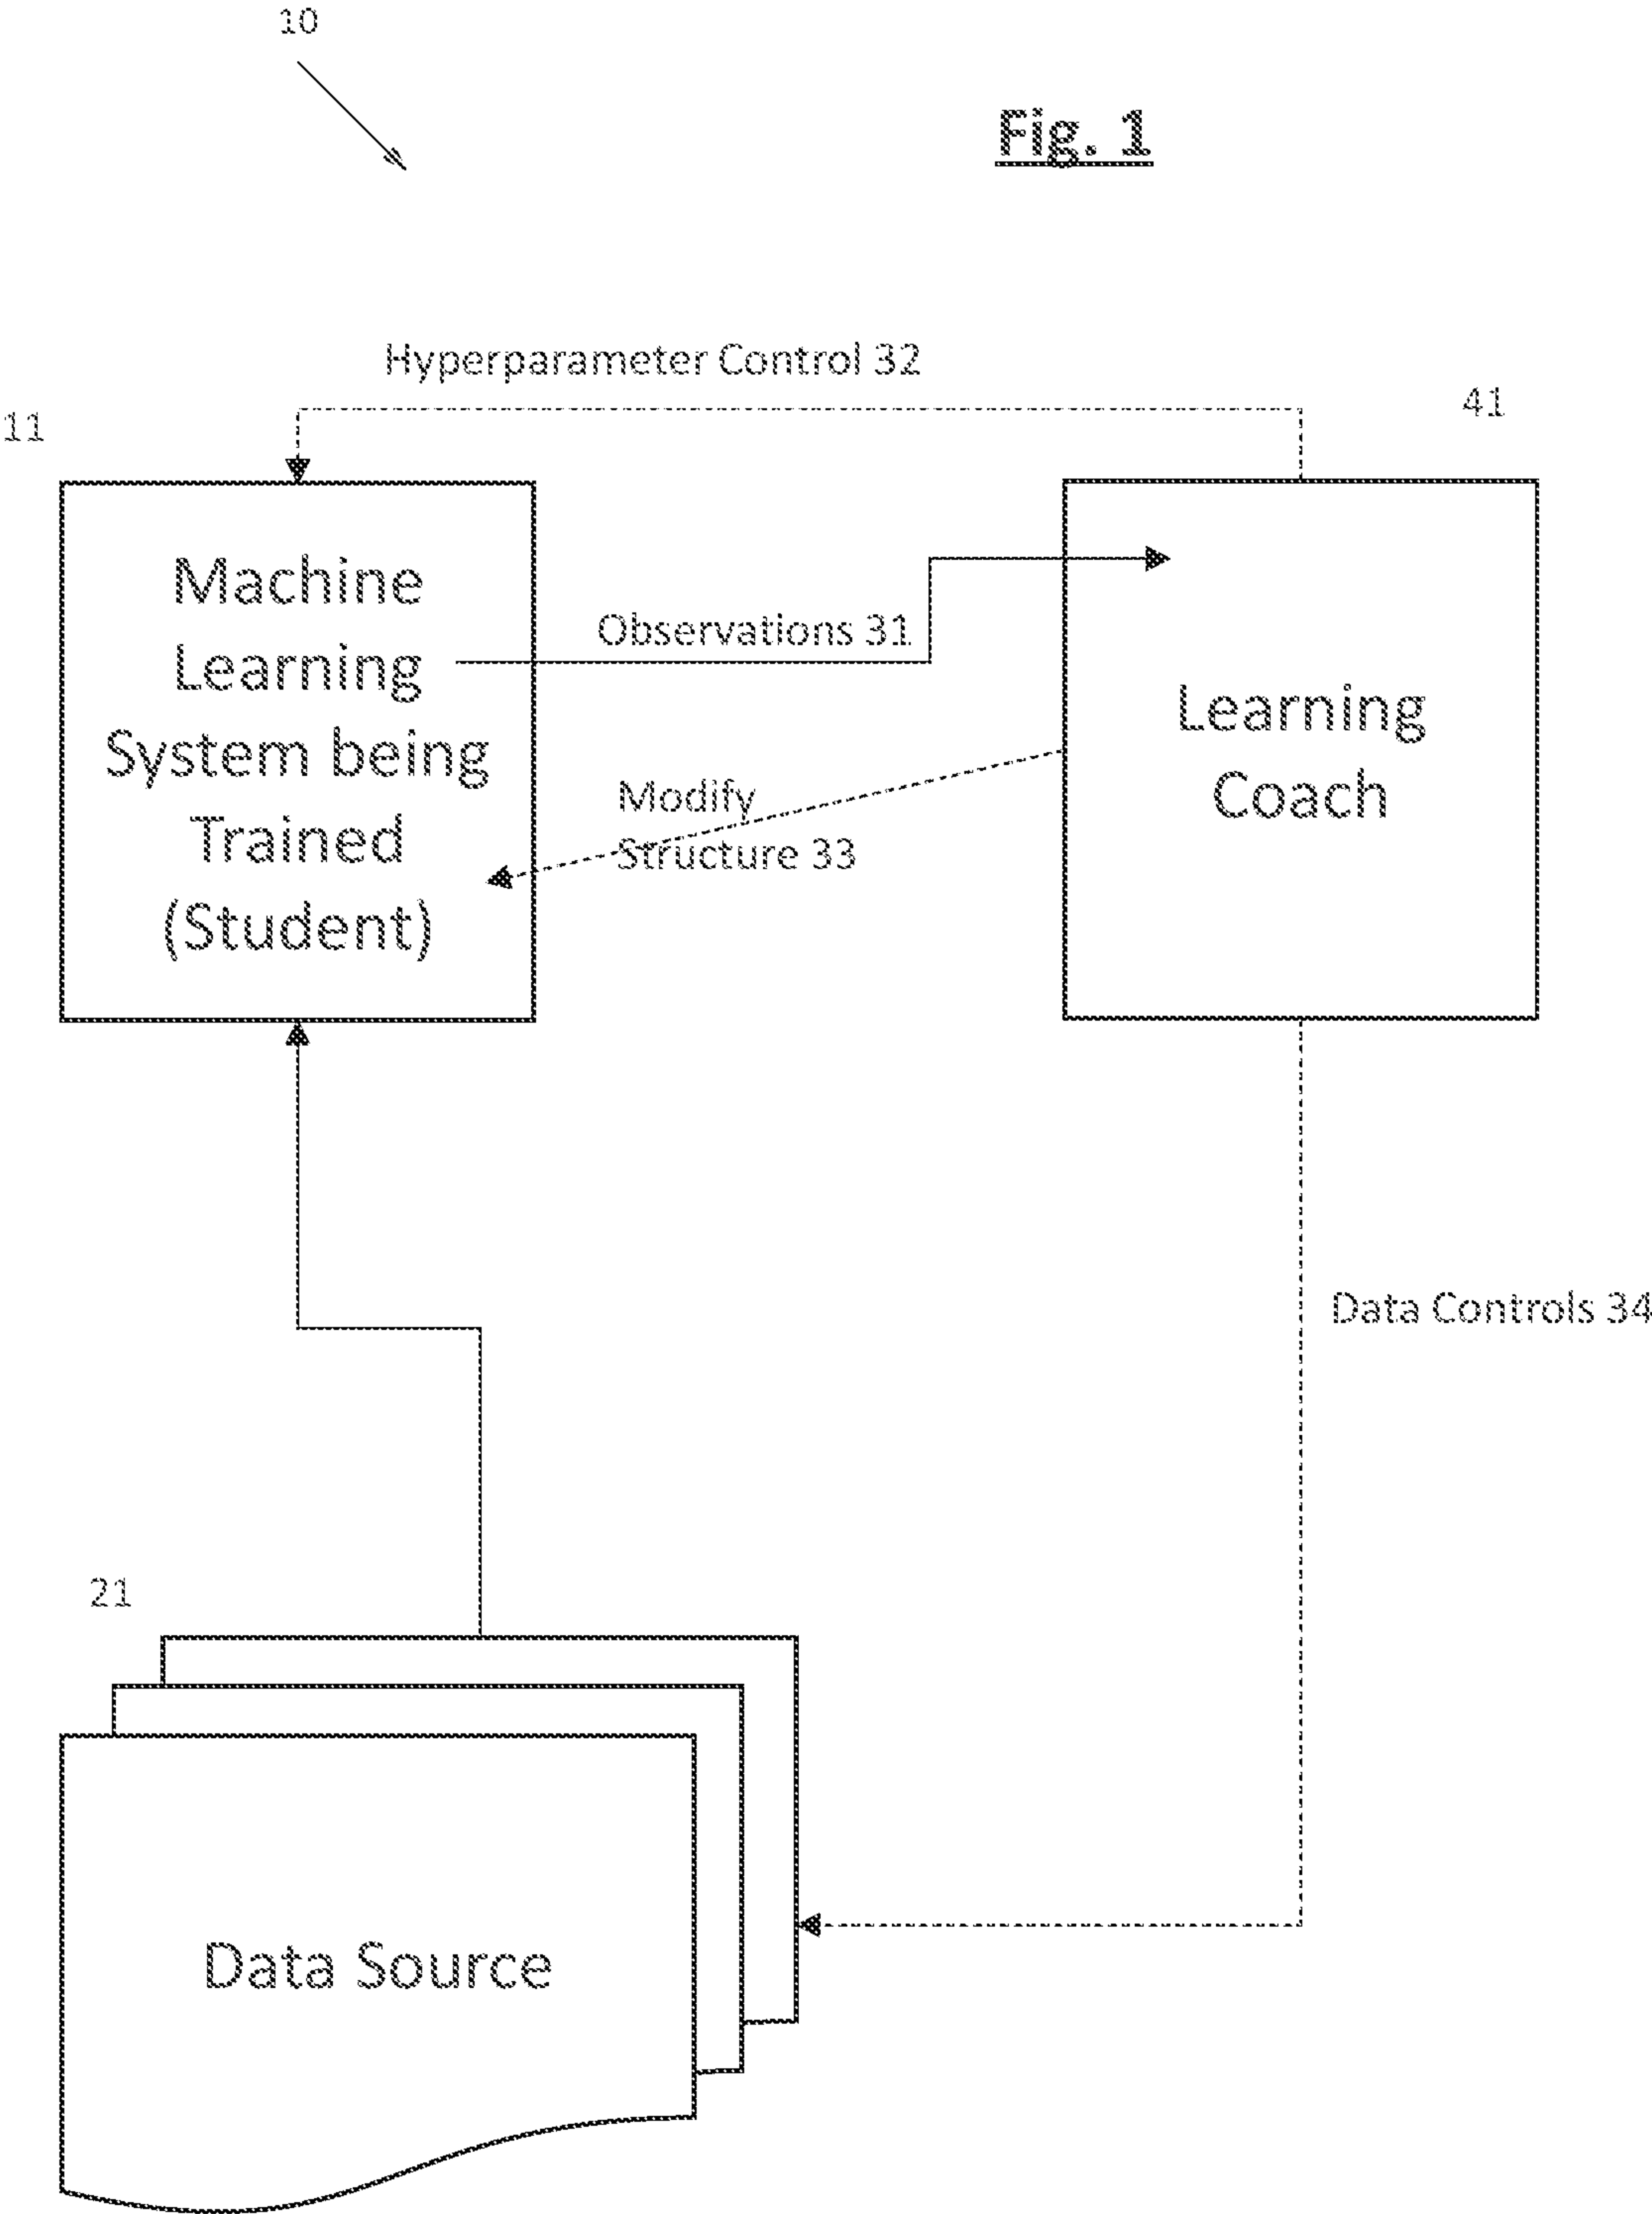 10
Fig. 1
Hyperparameter Control 32
11
41
Machine
Learning
System being
Trained
(Student)
Observations 31
Modify
Structure 33
Learning
Coach
Data Controls 34
21
Data Source